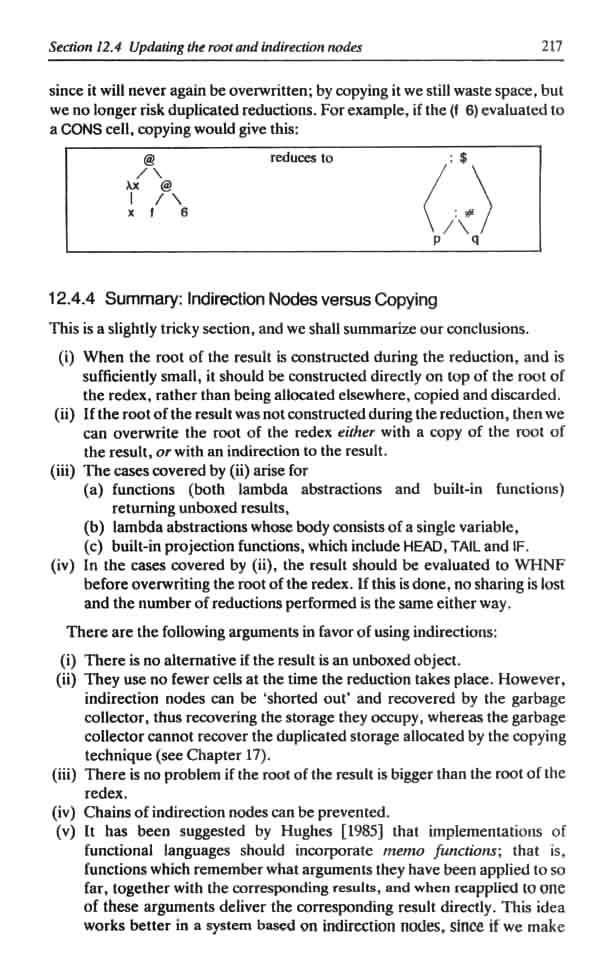 Section 12.4 Updating the root and indirection nodes 217
since it will never again be overwritten; by copying it we still waste space, but
we no longer risk duplicated reductions. For example, if the (f 6) evaluated to
a CONS cell, copying would give this:
@ reduces to : $
λx @
x f 6 : #
p q
12.4.4 Summary: Indirection Nodes versus Copying
This is a slightly tricky section, and we shall summarize our conclusions.
(i) When the root of the result is constructed during the reduction, and is
sufficiently small, it should be constructed directly on top of the root of
the redex, rather than being allocated elsewhere, copied and discarded.
(ii) If the root of the result was not constructed during the reduction, then we
can overwrite the root of the redex either with a copy of the root of
the result, or with an indirection to the result.
(iii) The cases covered by (ii) arise for
(a) functions (both lambda abstractions and built-in functions)
returning unboxed results,
(b) lambda abstractions whose body consists of a single variable,
(c) built-in projection functions, which include HEAD, TAIL and IF.
(iv) In the cases covered by (ii), the result should be evaluated to WHNF
before overwriting the root of the redex. If this is done, no sharing is lost
and the number of reductions performed is the same either way.
There are the following arguments in favor of using indirections:
(i) There is no alternative if the result is an unboxed object.
(ii) They use no fewer cells at the time the reduction takes place. However,
indirection nodes can be ‘shorted out’ and recovered by the garbage
collector, thus recovering the storage they occupy, whereas the garbage
collector cannot recover the duplicated storage allocated by the copying
technique (see Chapter 17).
(iii) There is no problem if the root of the result is bigger than the root of the
redex.
(iv) Chains of indirection nodes can be prevented.
(v) It has been suggested by Hughes [1985] that implementations of
functional languages should incorporate memo functions; that is,
functions which remember what arguments they have been applied to so
far, together with the corresponding results, and when reapplied to one
of these arguments deliver the corresponding result directly. This idea
works better in a system based on indirection nodes, since if we make